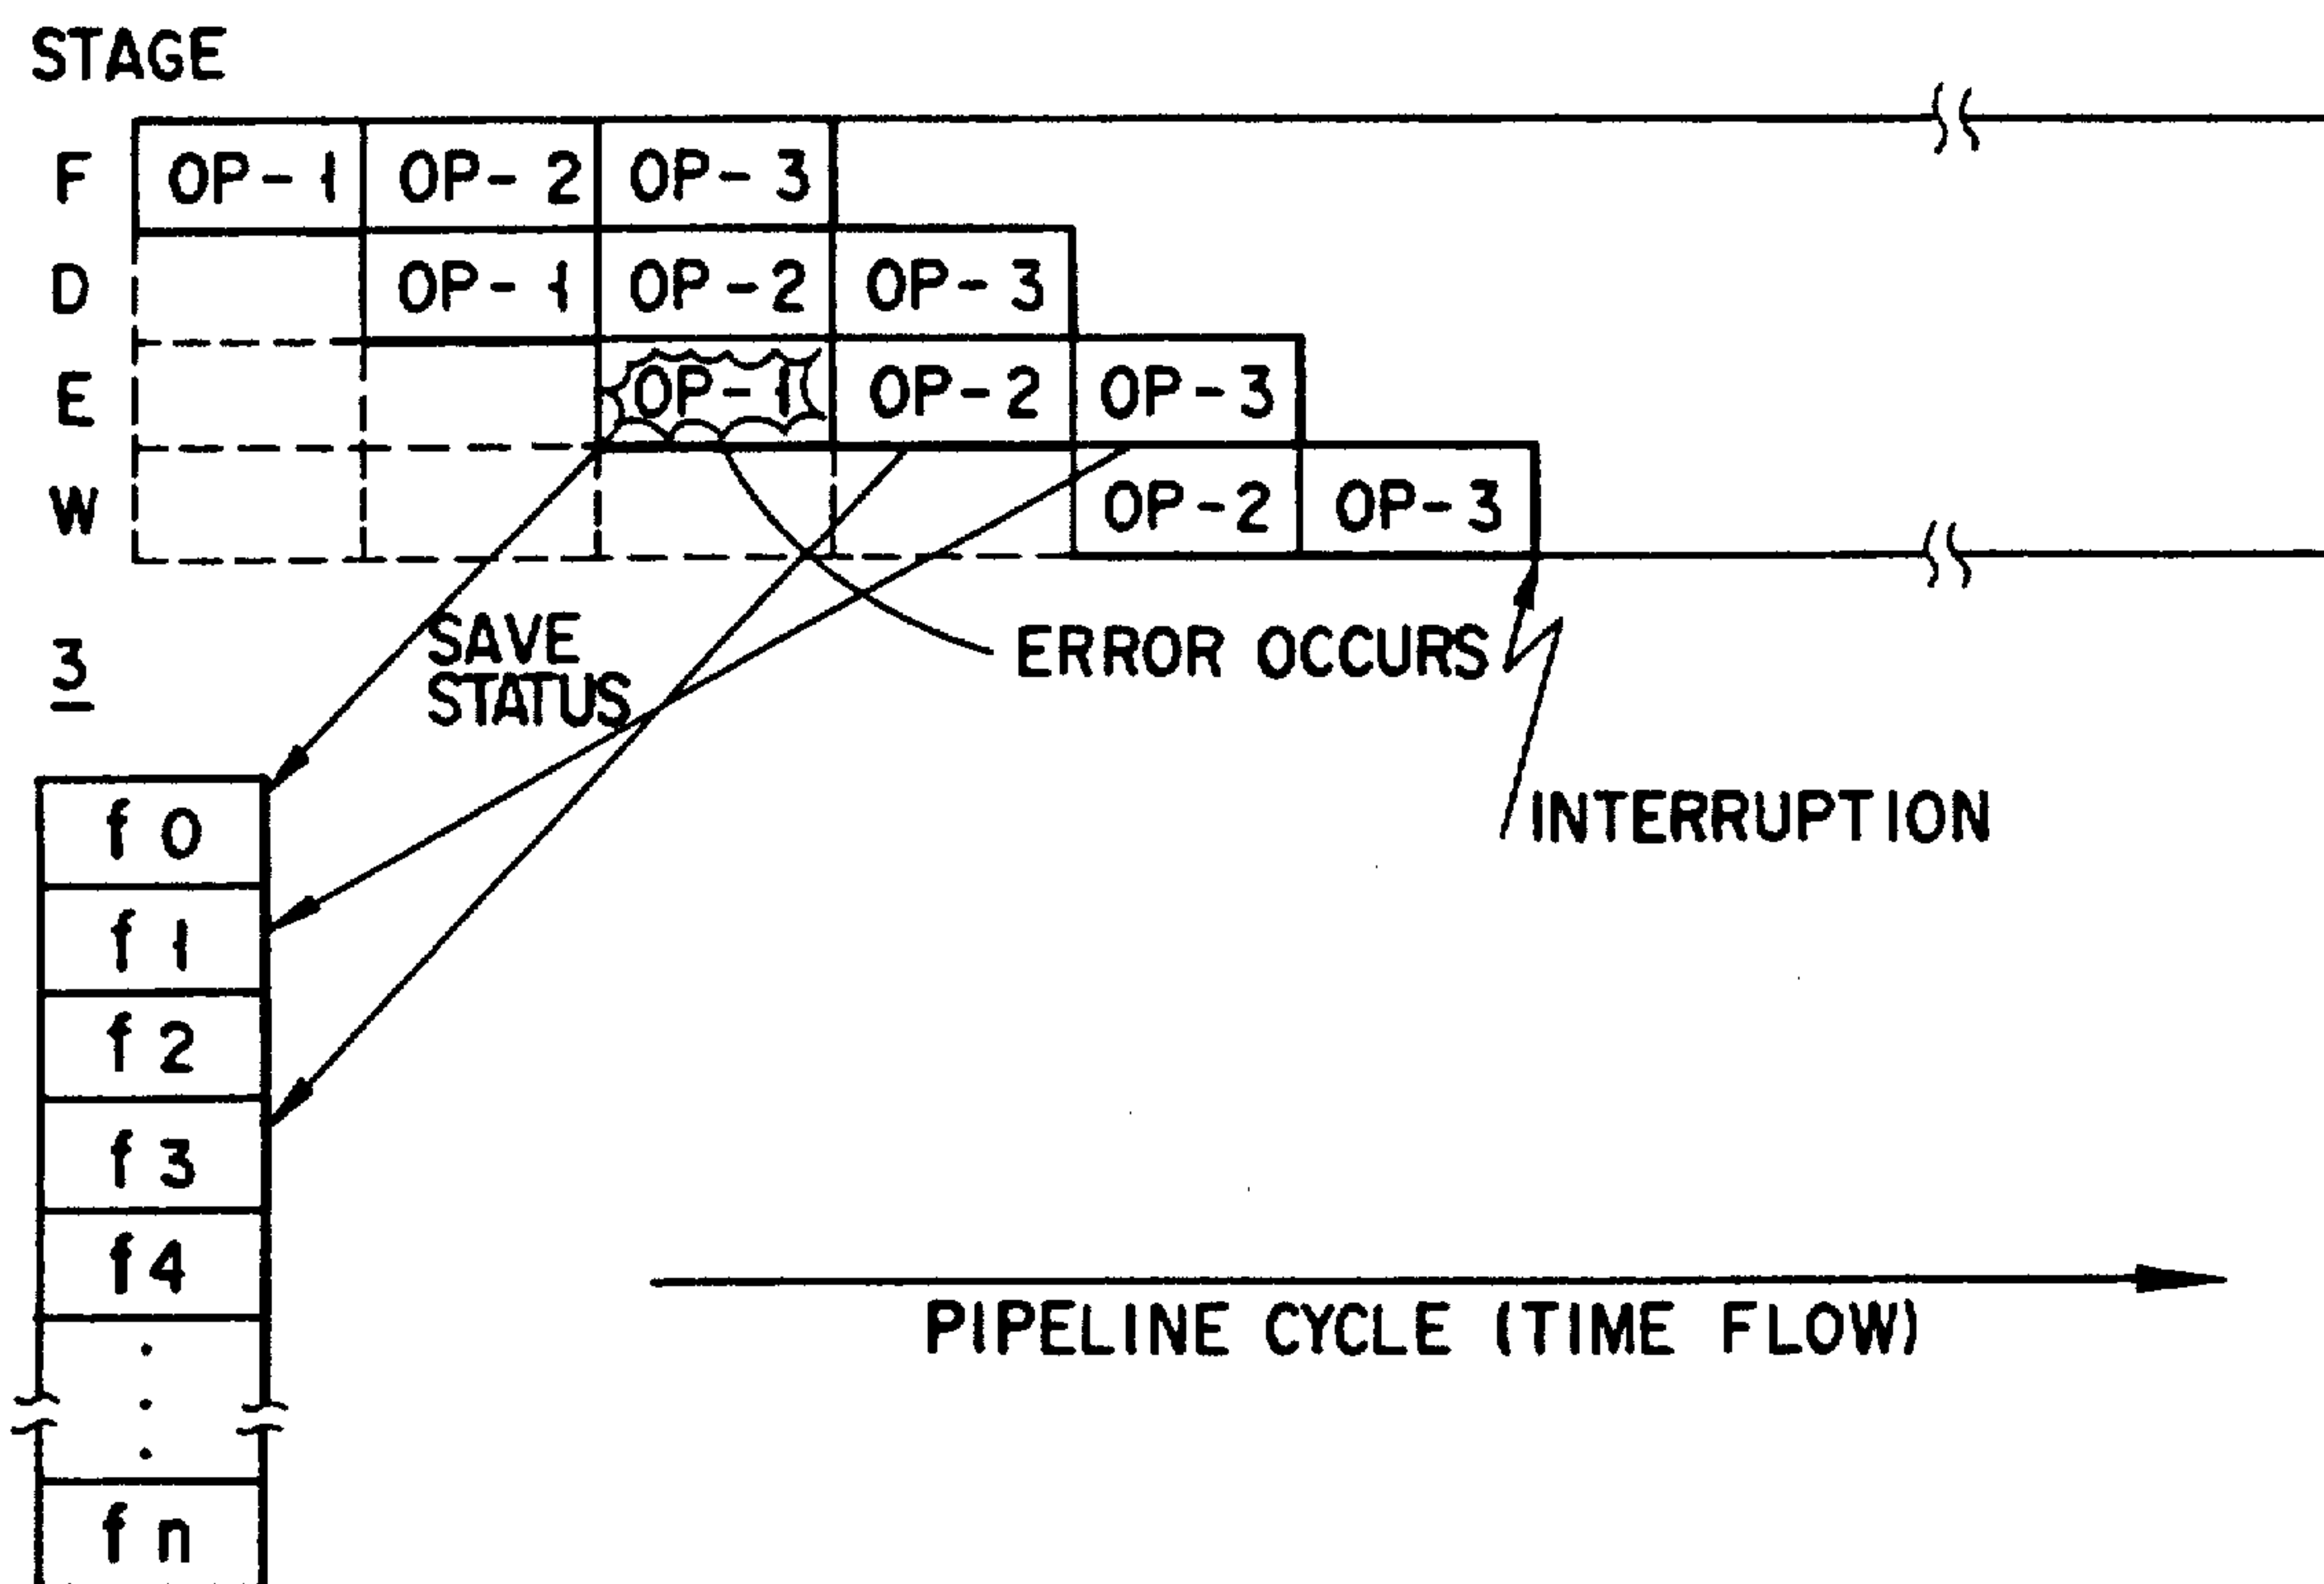 STAGE
F OP-1 OP-2 OP-3
D OP-1 OP-2 OP-3
E OP-1 OP-2 OP-3
W OP-2 OP-3
SAVE
STATUS
ERROR OCCURS
3
INTERRUPTION
f0
f1
f2
f3
f4
fn
PIPELINE CYCLE (TIME FLOW)